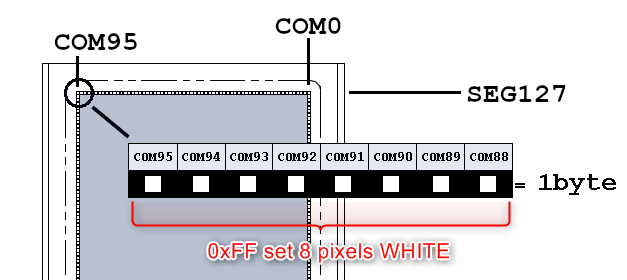 COM0
COM95
SEG127
COM95 COM94 COM93 COM92 COM91 COM90 COM89 COM88
= 1byte
0xFF set 8 pixels WHITE